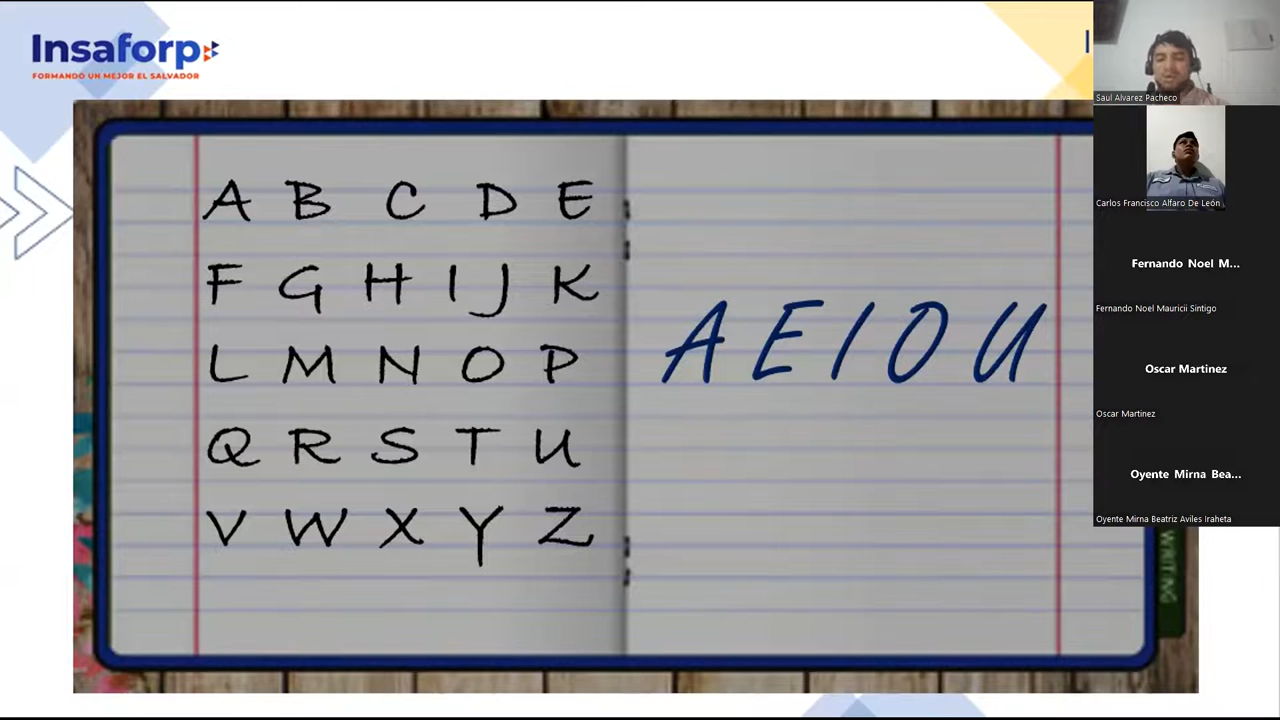 Insaforp
FORMANDO UN MEJOR EL SALVADOR
A B C D E
F G H I J K
L M N O P
Q R S T U
V W X Y Z
A E I O U
WRITING
Saul Alvarez Pacheco
Carlos Francisco Alfaro De León
Fernando Noel M...
Fernando Noel Mauricii Sintigo
Oscar Martinez
Oscar Martinez
Oyente Mirna Bea...
Oyente Mirna Beatriz Aviles Iraheta